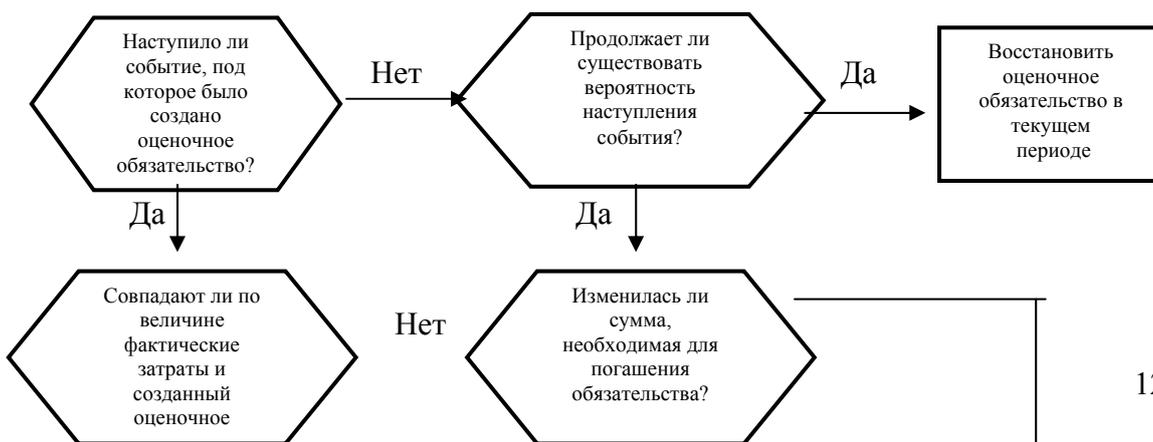 Наступило ли
событие, под
которое было
создано
оценочное
обязательство?
Нет
Продолжает ли
существовать
вероятность
наступления
события?
Да
Восстановить
оценочное
обязательство в
текущем
периоде
Да
Да
Совпадают ли по
величине
фактические
затраты и
созданный
оценочное
Нет
Изменилась ли
сумма,
необходимая для
погашения
обязательства?